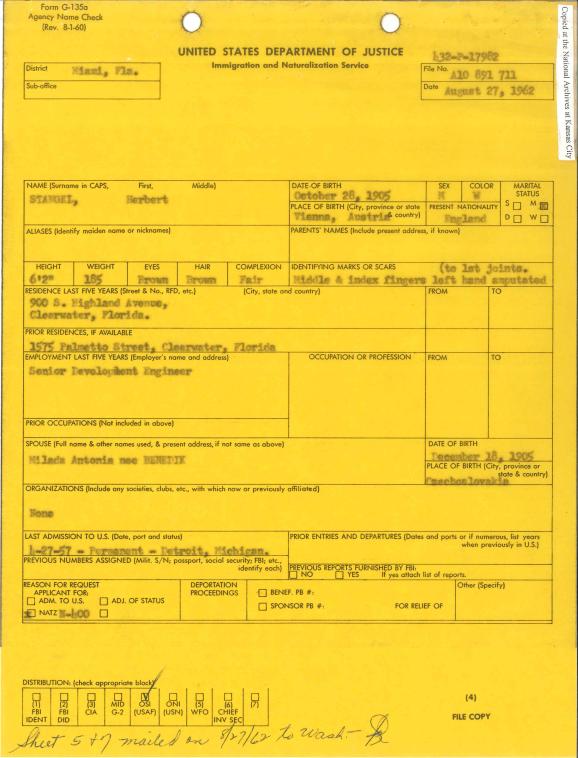 Form G-135a
Agency Name Check
(Rev. 8-1-60)
Copied at the National Archives at Kansas City
UNITED STATES DEPARTMENT OF JUSTICE
Immigration and Naturalization Service
District Miami, Fla.
Sub-office
432-P-17982
File No. A10 891 711
Date August 27, 1962
NAME (Surname in CAPS, First, Middle)
STANGEL, Herbert
DATE OF BIRTH
October 28, 1905
SEX M
COLOR W
MARITAL STATUS
S M
D W
PLACE OF BIRTH (City, province or state & country)
Vienna, Austria
PRESENT NATIONALITY
England
ALIASES (Identify maiden name or nicknames)
PARENTS' NAMES (Include present address, if known)
HEIGHT WEIGHT EYES HAIR COMPLEXION
6'2" 185 Brown Brown Fair
IDENTIFYING MARKS OR SCARS (to 1st joints.
Middle & index fingers left hand amputated
RESIDENCE LAST FIVE YEARS (Street & No., RFD, etc.) (City, state and country)
FROM TO
900 S. Highland Avenue,
Clearwater, Florida.
PRIOR RESIDENCES, IF AVAILABLE
1575 Palmetto Street, Clearwater, Florida
EMPLOYMENT LAST FIVE YEARS (Employer's name and address)
OCCUPATION OR PROFESSION
FROM TO
Senior Development Engineer
PRIOR OCCUPATIONS (Not included in above)
SPOUSE (Full name & other names used, & present address, if not same as above)
Milada Antonia nee BENEDIK
DATE OF BIRTH
December 18, 1905
PLACE OF BIRTH (City, province or state & country)
Czechoslovakia
ORGANIZATIONS (Include any societies, clubs, etc., with which now or previously affiliated)
None
LAST ADMISSION TO U.S. (Date, port and status)
4-27-57 - Permanent - Detroit, Michigan.
PRIOR ENTRIES AND DEPARTURES (Dates and ports or if numerous, list years when previously in U.S.)
PREVIOUS NUMBERS ASSIGNED (Milit. S/N; passport, social security; FBI; etc., identify each)
PREVIOUS REPORTS FURNISHED BY FBI:
NO YES If yes attach list of reports.
REASON FOR REQUEST
APPLICANT FOR:
ADM. TO U.S. ADJ. OF STATUS
NATZ N-400
DEPORTATION PROCEEDINGS
BENEF. PB #:
SPONSOR PB #: FOR RELIEF OF
Other (Specify)
DISTRIBUTION: (check appropriate block)
(1) FBI IDENT
(2) FBI DID
(3) CIA
MID G-2
OSI (USAF)
ONI (USN)
(5) WFO
(6) CHIEF INV SEC
(7)
(4)
FILE COPY
Sheet 5 & 7 mailed on 8/27/62 to Wash.